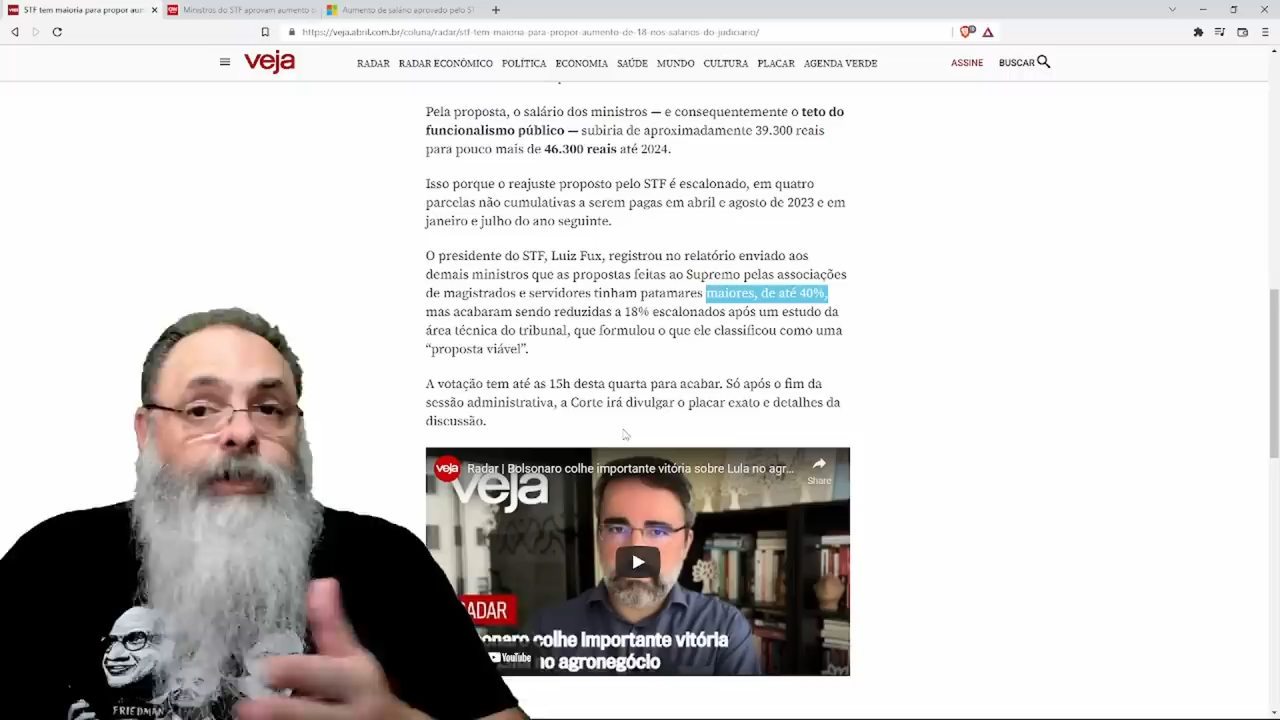 STF tem maioria para propor aun
Ministros do STF aprovam aumento s
Aumento de salário aprovado pelo ST
https://veja.abril.com.br/coluna/radar/stf-tem-maioria-para-propor-aumento-de-18-nos-salarios-do-judiciario/
veja
RADAR RADAR ECONÔMICO POLÍTICA ECONOMIA SAÚDE MUNDO CULTURA PLACAR AGENDA VERDE
ASSINE BUSCAR
Pela proposta, o salário dos ministros — e consequentemente o teto do
funcionalismo público — subiria de aproximadamente 39.300 reais
para pouco mais de 46.300 reais até 2024.
Isso porque o reajuste proposto pelo STF é escalonado, em quatro
parcelas não cumulativas a serem pagas em abril e agosto de 2023 e em
janeiro e julho do ano seguinte.
O presidente do STF, Luiz Fux, registrou no relatório enviado aos
demais ministros que as propostas feitas ao Supremo pelas associações
de magistrados e servidores tinham patamares maiores, de até 40%,
mas acabaram sendo reduzidas a 18% escalonados após um estudo da
área técnica do tribunal, que formulou o que ele classificou como uma
“proposta viável”.
A votação tem até as 15h desta quarta para acabar. Só após o fim da
sessão administrativa, a Corte irá divulgar o placar exato e detalhes da
discussão.
veja
Radar | Bolsonaro colhe importante vitória sobre Lula no agr...
Share
veja
ADAR
onaro colhe importante vitória
YouTube
no agronegócio
FRIEDMAN